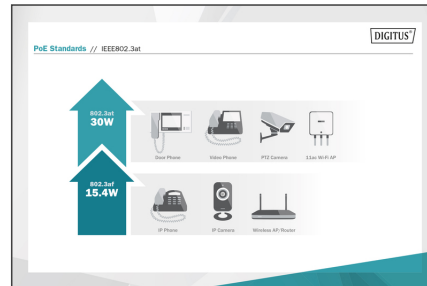 DIGITUS®
PoE Standards // IEEE802.3at
802.3at
30W
Door Phone
Video Phone
PTZ Camera
11ac Wi-Fi AP
802.3af
15.4W
IP Phone
IP Camera
Wireless AP/Router